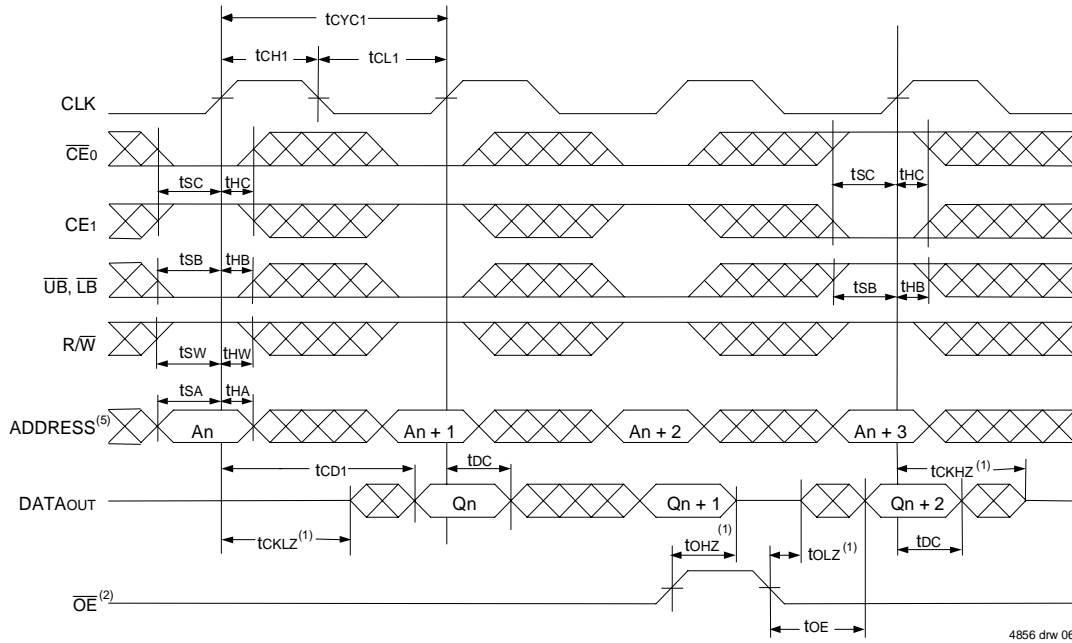 tCYC1
tCH1 tCL1
CLK
CE0
tSC tHC tSC tHC
CE1
tSB tHB
UB, LB
tSB tHB
R/W
tSW tHW
tSA tHA
ADDRESS(5) An An + 1 An + 2 An + 3
tCD1 tDC tCKHZ(1)
DATAOUT Qn Qn + 1 Qn + 2
tCKLZ(1) tOHZ(1) tOLZ(1) tDC
OE(2)
tOE
4856 drw 06